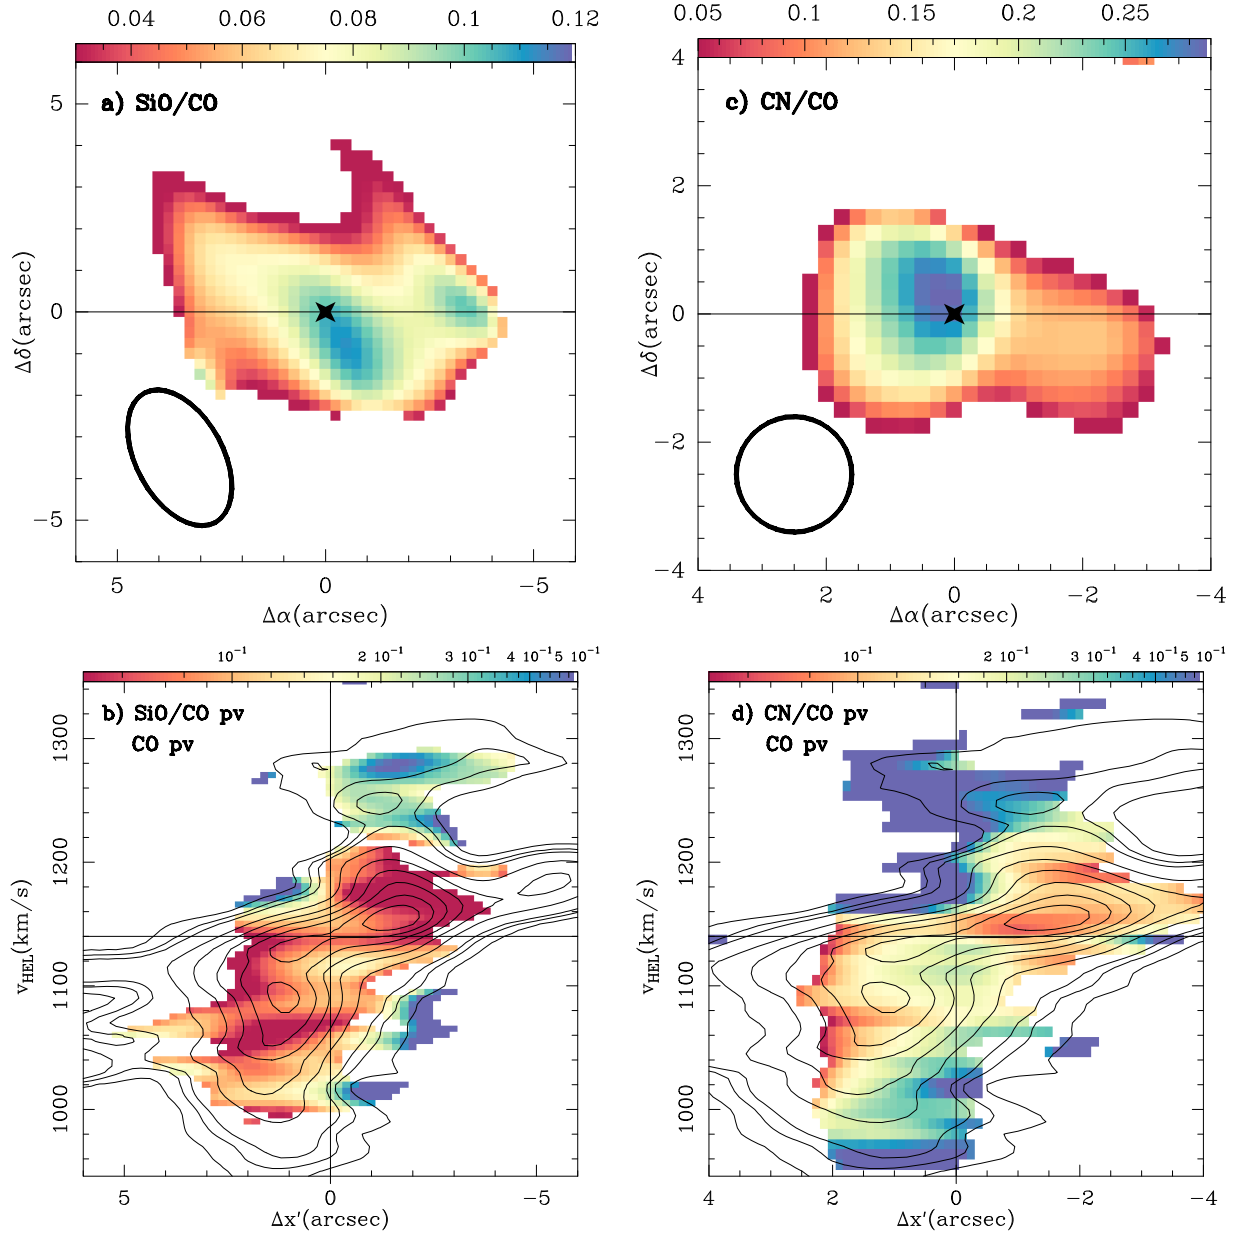 0.04 0.06 0.08 0.1 0.12
a) SiO/CO
5
0
−5
Δδ(arcsec)
5 0 −5
Δα(arcsec)
0.05 0.1 0.15 0.2 0.25
c) CN/CO
4
2
0
−2
−4
Δδ(arcsec)
4 2 0 −2 −4
Δα(arcsec)
10⁻¹ 2 10⁻¹ 3 10⁻¹ 4 10⁻¹ 5 10⁻¹
b) SiO/CO pv
CO pv
1300
1200
1100
1000
v_HEL(km/s)
5 0 −5
Δx'(arcsec)
10⁻¹ 2 10⁻¹ 3 10⁻¹ 4 10⁻¹ 5 10⁻¹
d) CN/CO pv
CO pv
1300
1200
1100
1000
v_HEL(km/s)
4 2 0 −2 −4
Δx'(arcsec)